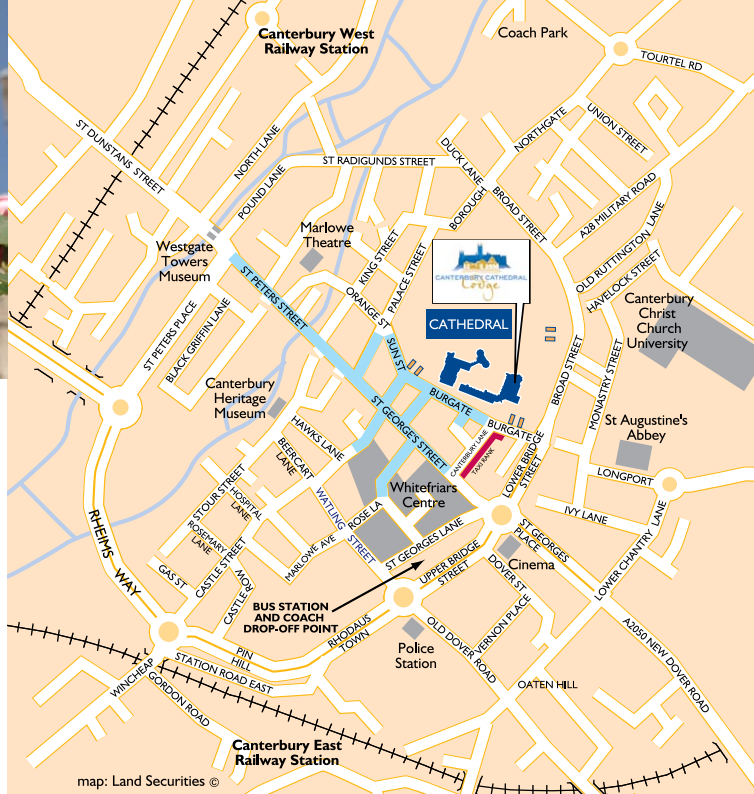 Canterbury West
Railway Station
Coach Park
TOURTEL RD
ST DUNSTANS STREET
NORTH LANE
POUND LANE
ST RADIGUNDS STREET
DUCK LANE
NORTHGATE
UNION STREET
BROAD STREET
BOROUGH
A28 MILITARY ROAD
OLD RUTTINGTON LANE
HAVELOCK STREET
Westgate
Towers
Museum
Marlowe
Theatre
KING STREET
PALACE STREET
ORANGE ST
CANTERBURY CATHEDRAL
Lodge
CATHEDRAL
Canterbury
Christ
Church
University
ST PETERS STREET
ST PETERS PLACE
BLACK GRIFFIN LANE
SUN ST
BURGATE
BURGATE
BROAD STREET
MONASTRY STREET
St Augustine's
Abbey
Canterbury
Heritage
Museum
ST GEORGES STREET
CANTERBURY LANE
TAXI RANK
LOWER BRIDGE
STREET
LONGPORT
HAWKS LANE
BEERCART
LANE
STOUR STREET
HOSPITAL
LANE
ROSEMARY
LANE
WATLING STREET
Whitefriars
Centre
ROSE LA
MARLOWE AVE
ST GEORGES LANE
IVY LANE
ST GEORGES
PLACE
LOWER CHANTRY LANE
RHEIMS WAY
GAS ST
CASTLE STREET
CASTLE ROW
UPPER BRIDGE
STREET
Cinema
DOVER ST
VERNON PLACE
BUS STATION
AND COACH
DROP-OFF POINT
RHODAUS
TOWN
Police
Station
OLD DOVER ROAD
A2050 NEW DOVER ROAD
OATEN HILL
PIN
HILL
STATION ROAD EAST
WINCHEAP
GORDON ROAD
Canterbury East
Railway Station
map: Land Securities ©